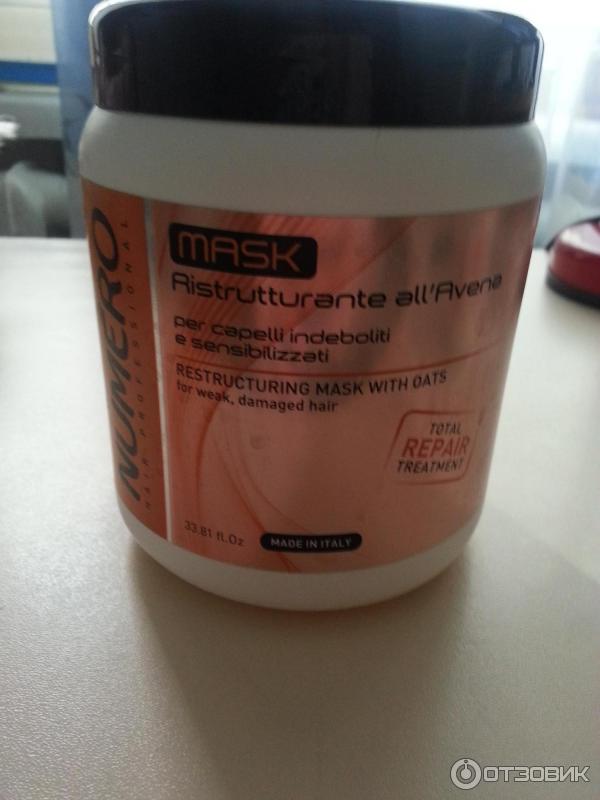 NUMERO
HAIR PROFESSIONAL
MASK
Ristrutturante all'Avena
per capelli indeboliti
e sensibilizzati
RESTRUCTURING MASK WITH OATS
for weak, damaged hair
TOTAL
REPAIR
TREATMENT
33.81 fl.Oz
MADE IN ITALY
ОТЗОВИК